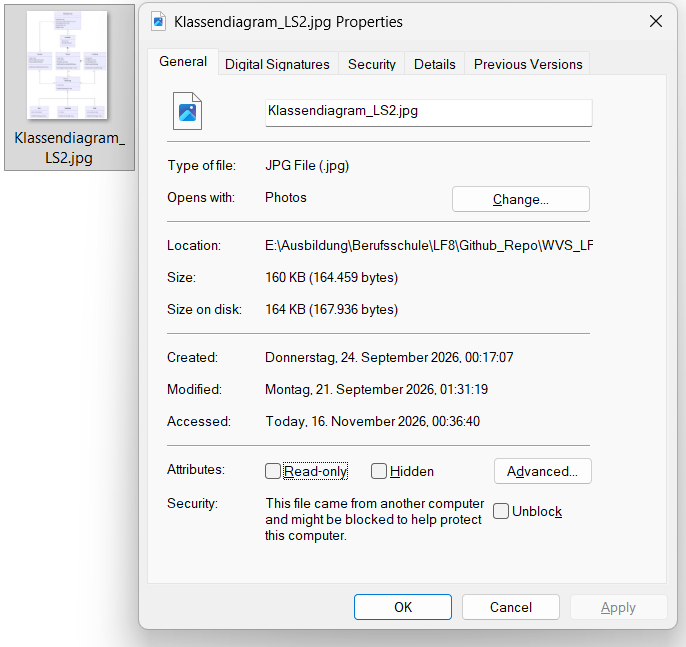 Klassendiagram_LS2.jpg Properties
Klassendiagram_
LS2.jpg
General Digital Signatures Security Details Previous Versions
Klassendiagram_LS2.jpg
Type of file: JPG File (.jpg)
Opens with: Photos Change...
Location: E:\Ausbildung\Berufsschule\LF8\Github_Repo\WVS_LF
Size: 160 KB (164.459 bytes)
Size on disk: 164 KB (167.936 bytes)
Created: Donnerstag, 24. September 2026, 00:17:07
Modified: Montag, 21. September 2026, 01:31:19
Accessed: Today, 16. November 2026, 00:36:40
Attributes: Read-only Hidden Advanced...
Security: This file came from another computer
and might be blocked to help protect
this computer.
Unblock
OK Cancel Apply